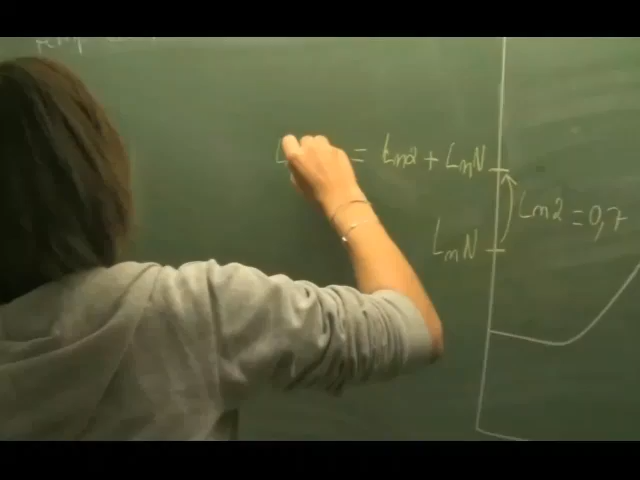 = Ln2 + LnN
Ln2 = 0,7
LnN